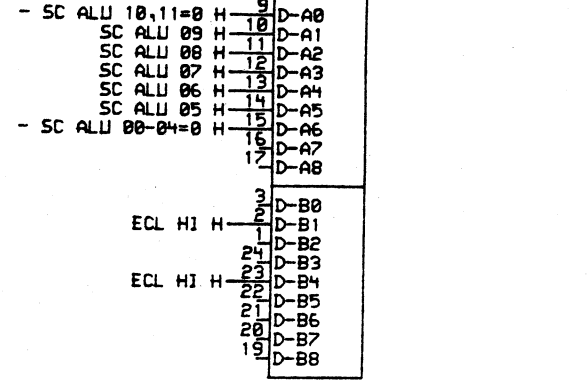 - SC ALU 10,11=0 H 9 D-A0
SC ALU 09 H 10 D-A1
SC ALU 08 H 11 D-A2
SC ALU 07 H 12 D-A3
SC ALU 06 H 13 D-A4
SC ALU 05 H 14 D-A5
- SC ALU 00-04=0 H 15 D-A6
16 D-A7
17 D-A8
3 D-B0
ECL HI H 2 D-B1
1 D-B2
24 D-B3
ECL HI H 23 D-B4
22 D-B5
21 D-B6
20 D-B7
19 D-B8